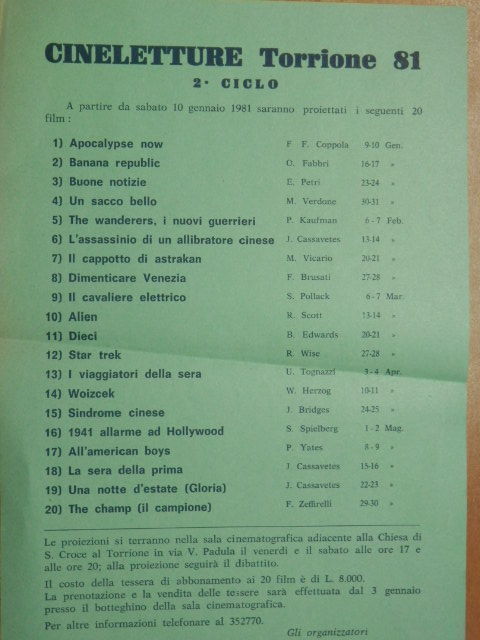 CINELETTURE Torrione 81
2° CICLO
A partire da sabato 10 gennaio 1981 saranno proiettati i seguenti 20
film :
1) Apocalypse now F F. Coppola 9-10 Gen.
2) Banana republic O. Fabbri 16-17 »
3) Buone notizie E. Petri 23-24 »
4) Un sacco bello M. Verdone 30-31 »
5) The wanderers, i nuovi guerrieri P. Kaufman 6 - 7 Feb.
6) L'assassinio di un allibratore cinese J. Cassavetes 13-14 »
7) Il cappotto di astrakan M. Vicario 20-21 »
8) Dimenticare Venezia F. Brusati 27-28 »
9) Il cavaliere elettrico S. Pollack 6 - 7 Mar.
10) Alien R. Scott 13-14 »
11) Dieci B. Edwards 20-21 »
12) Star trek R. Wise 27-28 »
13) I viaggiatori della sera U. Tognazzi 3 - 4 Apr.
14) Woizcek W. Herzog 10-11 »
15) Sindrome cinese J. Bridges 24-25 »
16) 1941 allarme ad Hollywood S. Spielberg 1 - 2 Mag.
17) All'american boys P. Yates 8 - 9 »
18) La sera della prima J. Cassavetes 15-16 »
19) Una notte d'estate (Gloria) J. Cassavetes 22-23 »
20) The champ (il campione) F. Zeffirelli 29-30 »
Le proiezioni si terranno nella sala cinematografica adiacente alla Chiesa di
S. Croce al Torrione in via V. Padula il venerdi e il sabato alle ore 17 e
alle ore 20; alla proiezione seguirà il dibattito.
Il costo della tessera di abbonamento ai 20 film è di L. 8.000.
La prenotazione e la vendita delle tessere sarà effettuata dal 3 gennaio
presso il botteghino della sala cinematografica.
Per altre informazioni telefonare al 352770.
Gli organizzatori